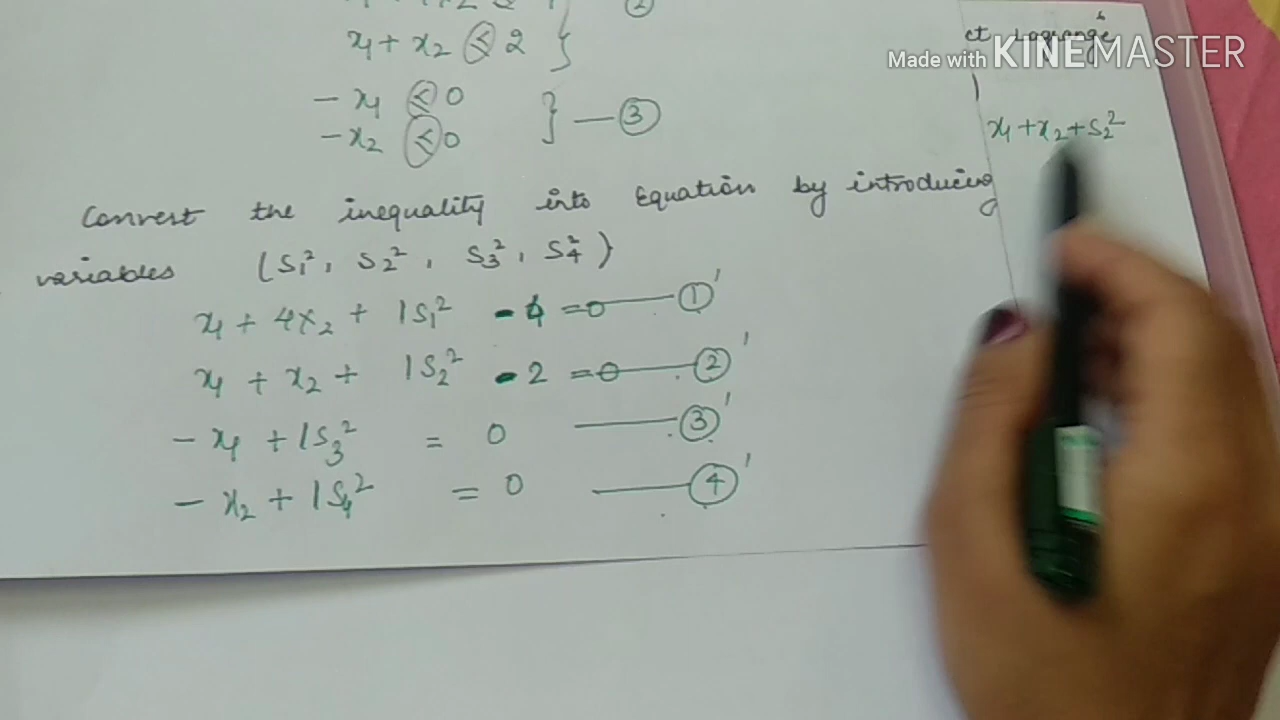 x₁ + x₂ ≤ 2 }
− x₁ ≤ 0
− x₂ ≤ 0 } — ③
Convert the inequality into Equation by introducing
variables (S₁², S₂², S₃², S₄²)
x₁ + 4x₂ + 1S₁² - 4 = 0 — ①'
x₁ + x₂ + 1S₂² - 2 = 0 — ②'
− x₁ + 1S₃² = 0 — ③'
− x₂ + 1S₄² = 0 — ④'
et Lagrange
Made with KINEMASTER
x₁ + x₂ + S₂²